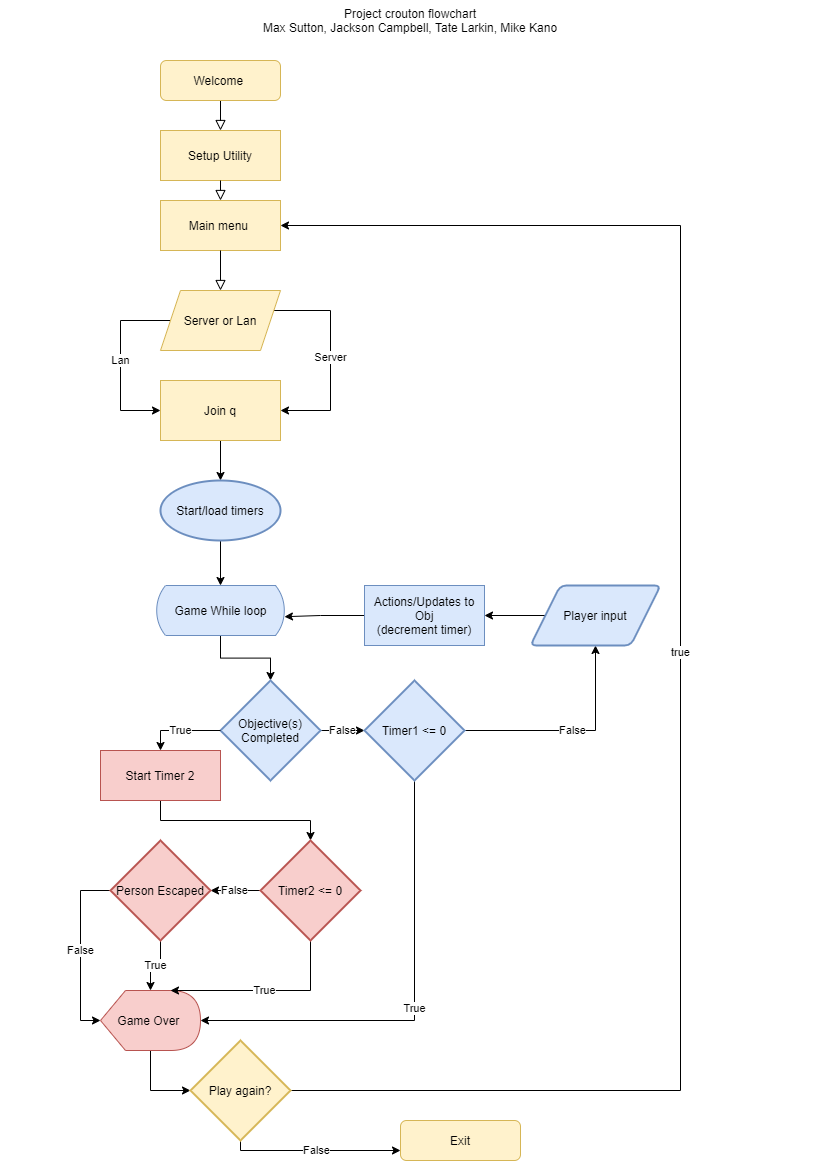 Project crouton flowchart
Max Sutton, Jackson Campbell, Tate Larkin, Mike Kano
Welcome
Setup Utility
Main menu
Server or Lan
Lan
Server
Join q
Start/load timers
Game While loop
Actions/Updates to
Obj
(decrement timer)
Player input
true
Objective(s)
Completed
True
False
Timer1 <= 0
False
Start Timer 2
Person Escaped
False
Timer2 <= 0
False
True
True
True
Game Over
Play again?
False
Exit